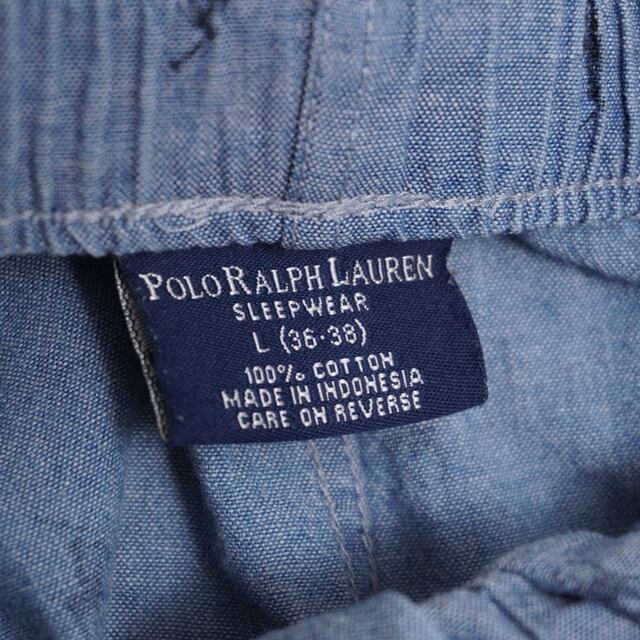 POLO RALPH LAUREN
SLEEPWEAR
L (36-38)
100% COTTON
MADE IN INDONESIA
CARE ON REVERSE